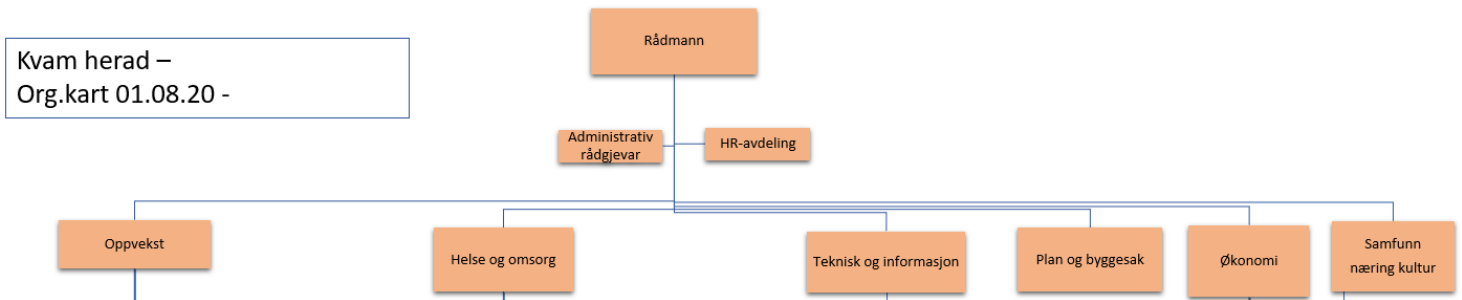 Kvam herad –
Org.kart 01.08.20 -
Rådmann
Administrativ
rådgjevar
HR-avdeling
Oppvekst
Helse og omsorg
Teknisk og informasjon
Plan og byggesak
Økonomi
Samfunn
næring kultur